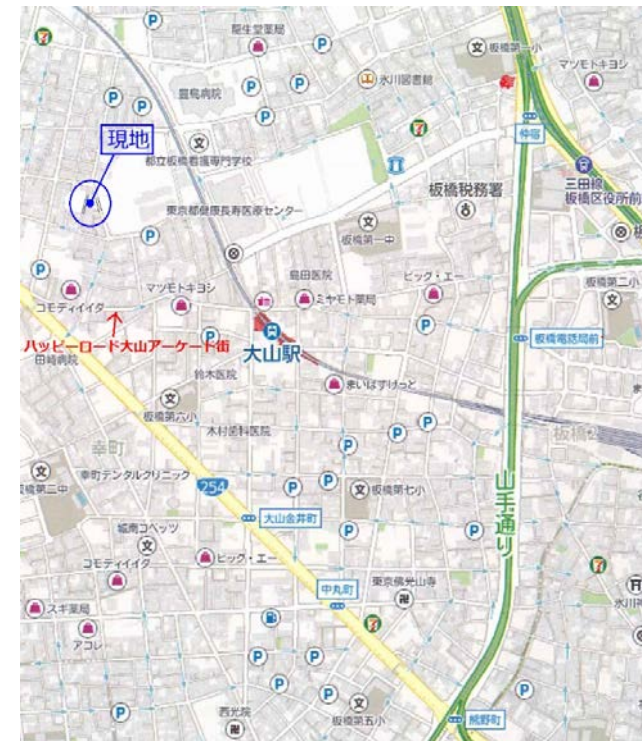 龍生堂薬局
板橋第一小
マツモトキヨシ
氷川図書館
豊島病院
現地
仲宿
都立板橋看護専門学校
三田線
板橋区役所前
板橋税務署
東京都健康長寿医療センター
板橋第一中
島田医院
ビッグ・エー
板橋第二小
マツモトキヨシ
ミヤモト薬局
コモディイイダ
ハッピーロード大山アーケード街
大山駅
板橋電話局前
田崎病院
鈴木医院
まいばすけっと
板橋第六小
木村歯科医院
幸町
板橋第二中
幸町デンタルクリニック
254
板橋第七小
山手通り
大山金井町
城南コベッツ
コモディイイダ
ビッグ・エー
中丸町
東京佛光山寺
スギ薬局
アコレ
西光院
板橋第五小
熊野町